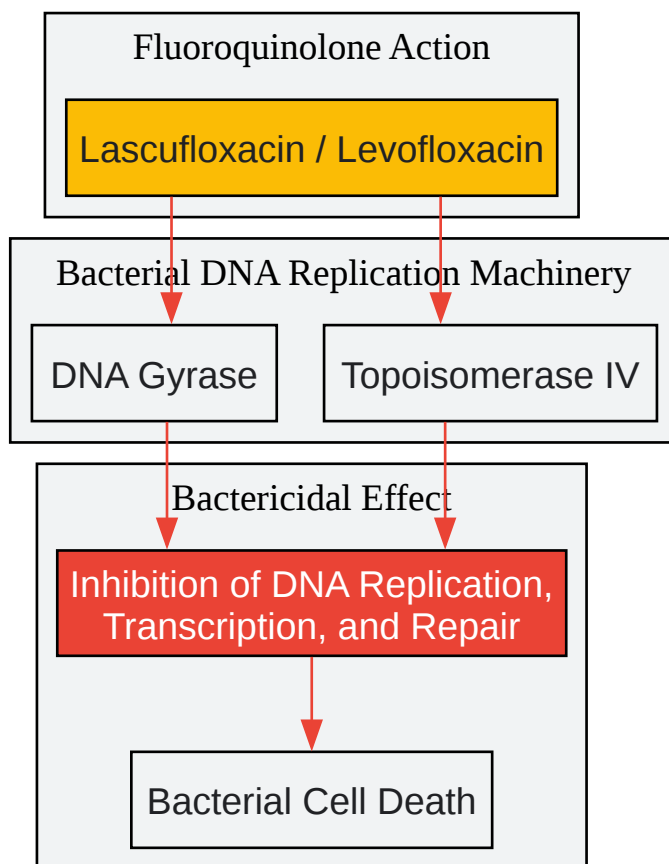 Fluoroquinolone Action
Lascufloxacin / Levofloxacin
Bacterial DNA Replication Machinery
DNA Gyrase
Topoisomerase IV
Bactericidal Effect
Inhibition of DNA Replication,
Transcription, and Repair
Bacterial Cell Death